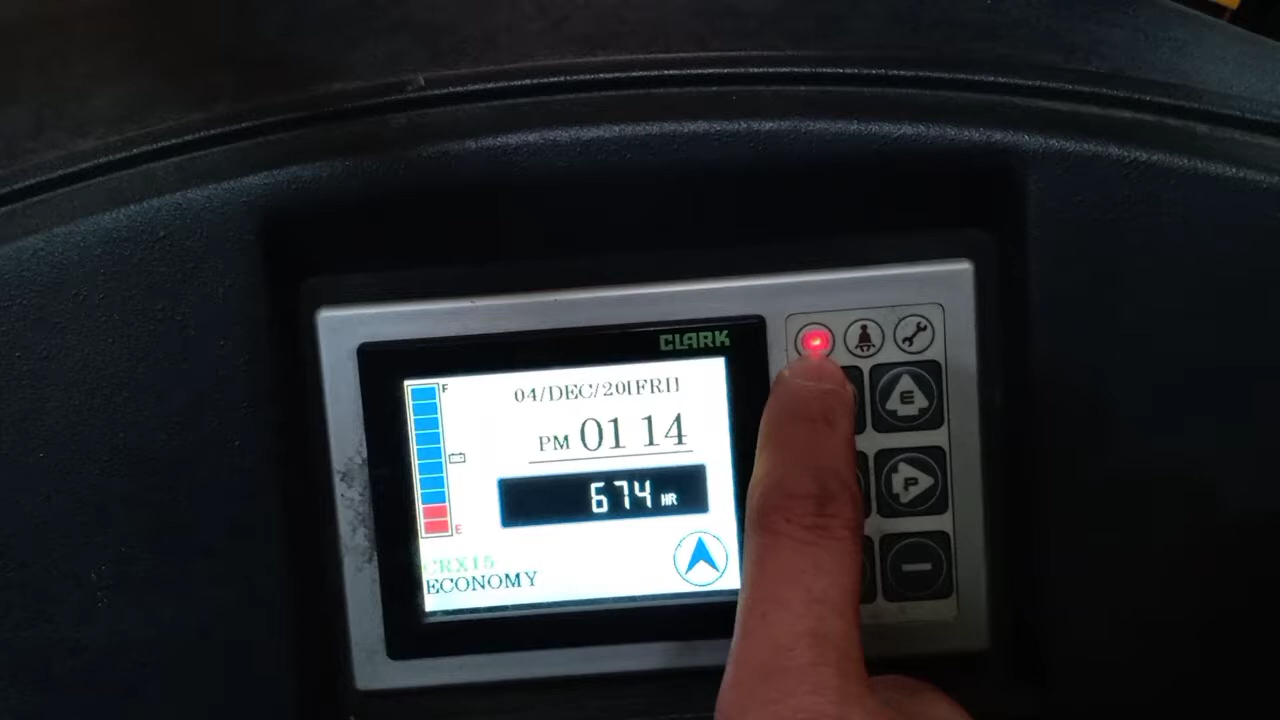 CLARK
F
04/DEC/20[FRI]
PM 01 14
674 HR
E
CRX15
ECONOMY
E
P